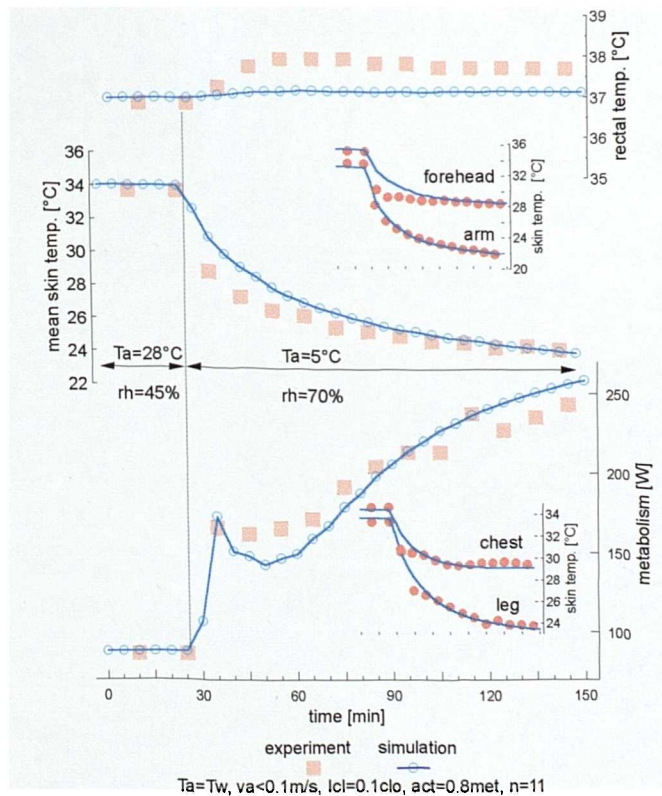 39
38
37
36
35
rectal temp. [°C]
36
34
32
30
28
26
24
22
mean skin temp. [°C]
36
32
28
24
20
skin temp. [°C]
forehead
arm
Ta=28°C
Ta=5°C
rh=45%
rh=70%
250
200
150
100
metabolism [W]
34
32
30
28
26
24
skin temp. [°C]
chest
leg
0 30 60 90 120 150
time [min]
experiment simulation
Ta=Tw, va<0.1m/s, Icl=0.1clo, act=0.8met, n=11